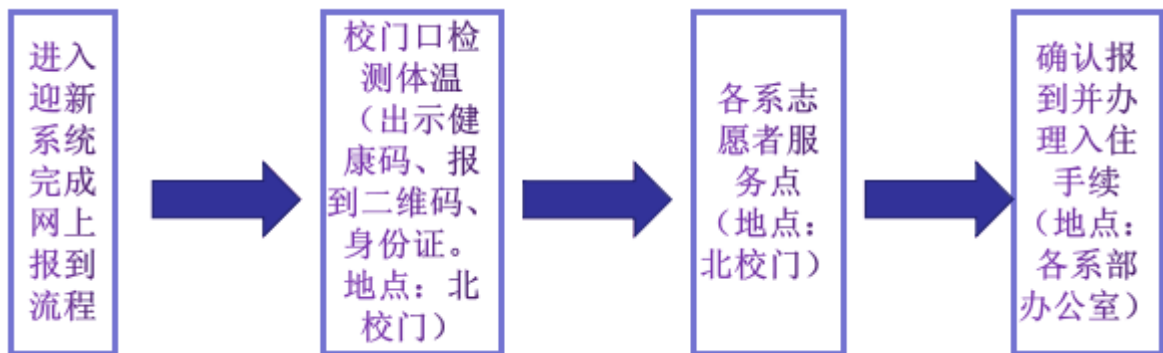 进入
迎新
系统
完成
网上
报到
流程
校门口检
测体温
（出示健
康码、报
到二维码、
身份证。
地点：北
校门）
各系志
愿者服
务点
（地点：
北校门）
确认报
到并办
理入住
手续
（地点：
各系部
办公室）